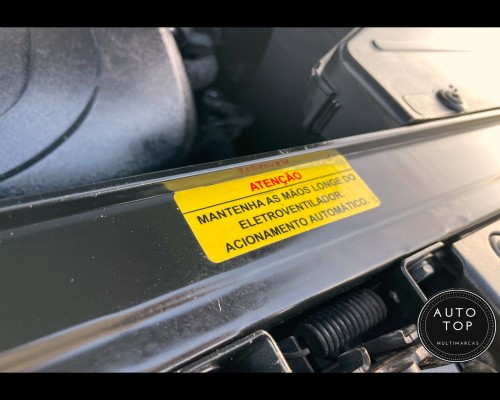 ATENÇÃO
MANTENHA AS MÃOS LONGE DO
ELETROVENTILADOR.
ACIONAMENTO AUTOMÁTICO.
AUTO
TOP
MULTIMARCAS